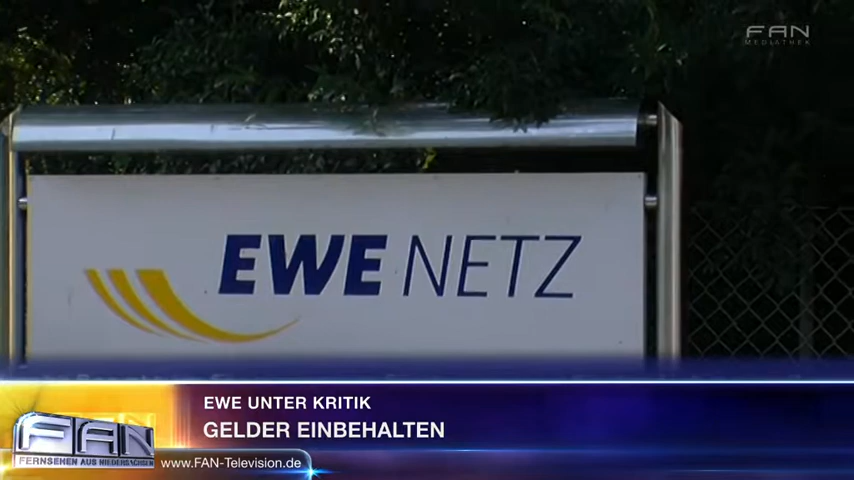 FAN
MEDIATHEK
EWE NETZ
EWE UNTER KRITIK
GELDER EINBEHALTEN
FAN
FERNSEHEN AUS NIEDERSACHSEN
www.FAN-Television.de